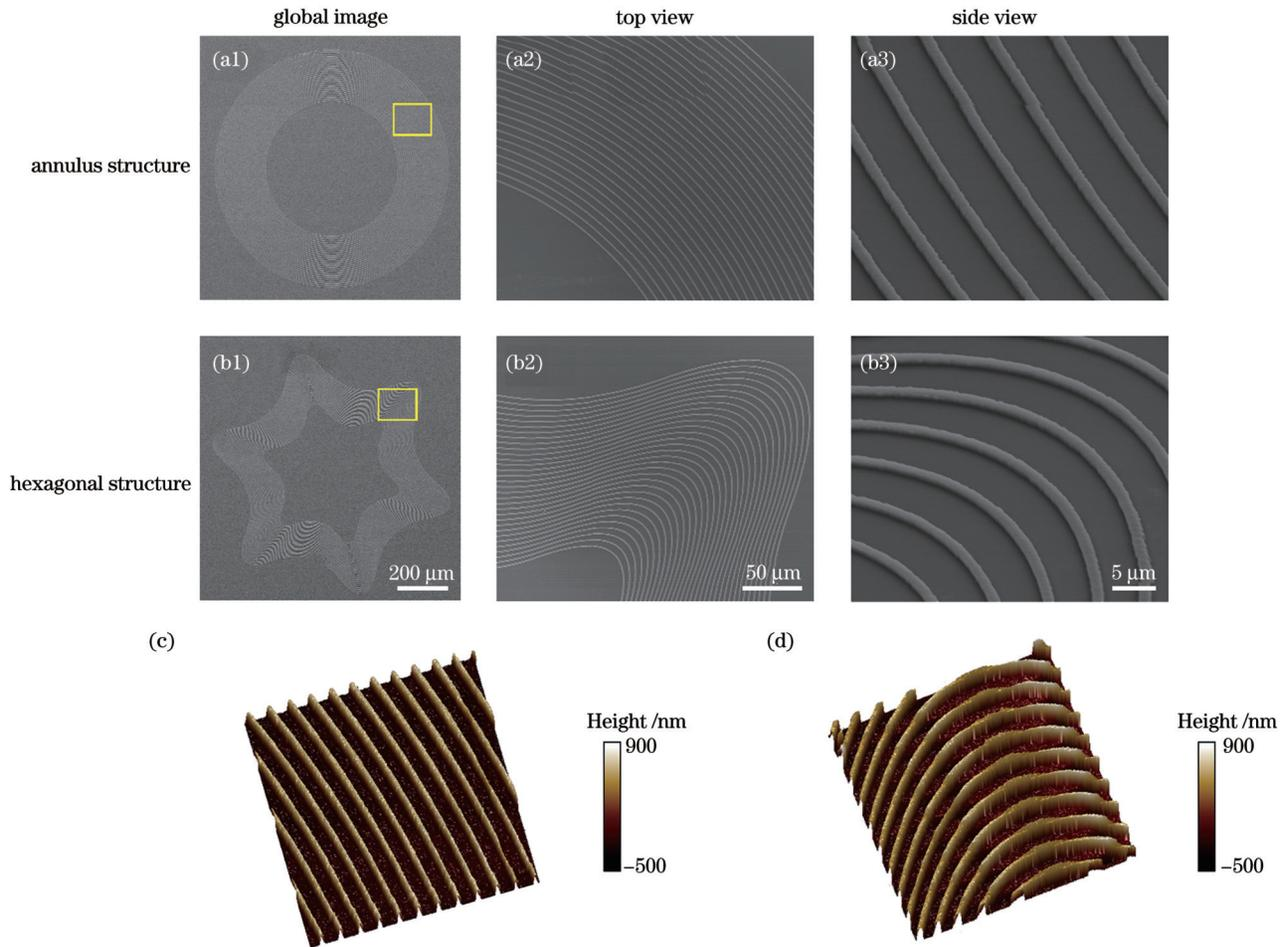 global image
top view
side view
(a1)
(a2)
(a3)
annulus structure
(b1)
(b2)
(b3)
hexagonal structure
200 μm
50 μm
5 μm
(c)
(d)
Height /nm
900
−500
Height /nm
900
−500